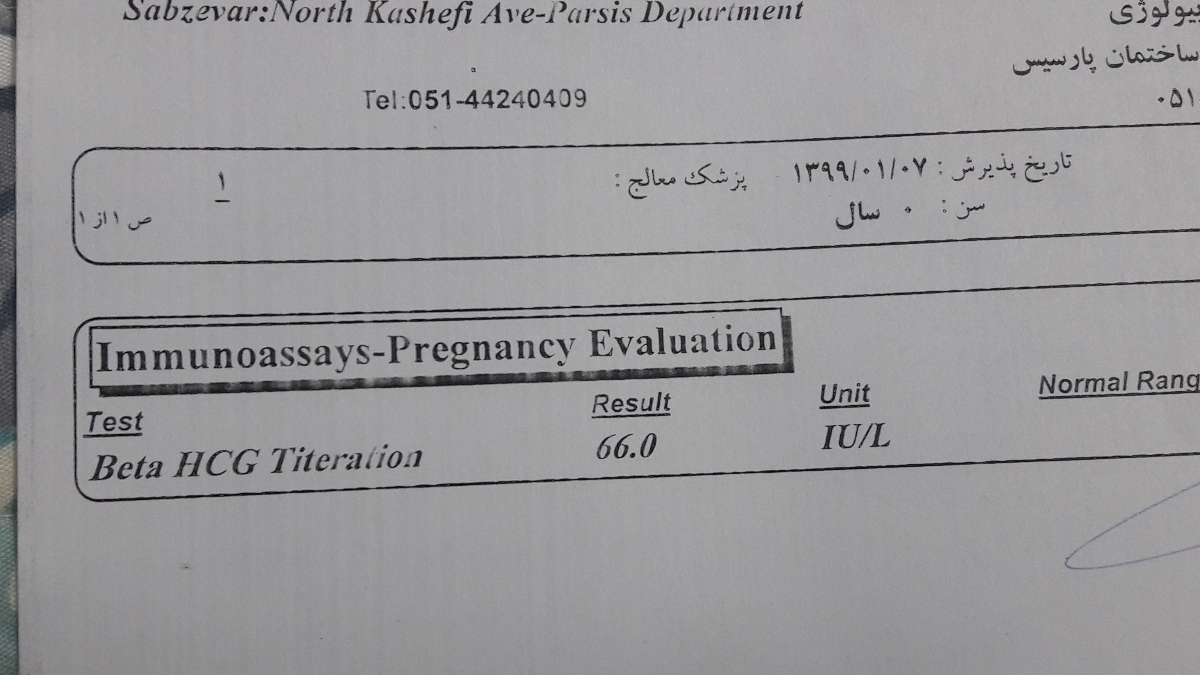 Sabzevar:North Kashefi Ave-Parsis Department
ساختمان پارسیس
Tel:051-44240409
۰۵۱
تاریخ پذیرش : ۱۳۹۹/۰۱/۰۷ پزشک معالج : ۱
سن : ۰ سال ص ۱ از ۱
Immunoassays-Pregnancy Evaluation
Test Result Unit Normal Rang
Beta HCG Titeration 66.0 IU/L